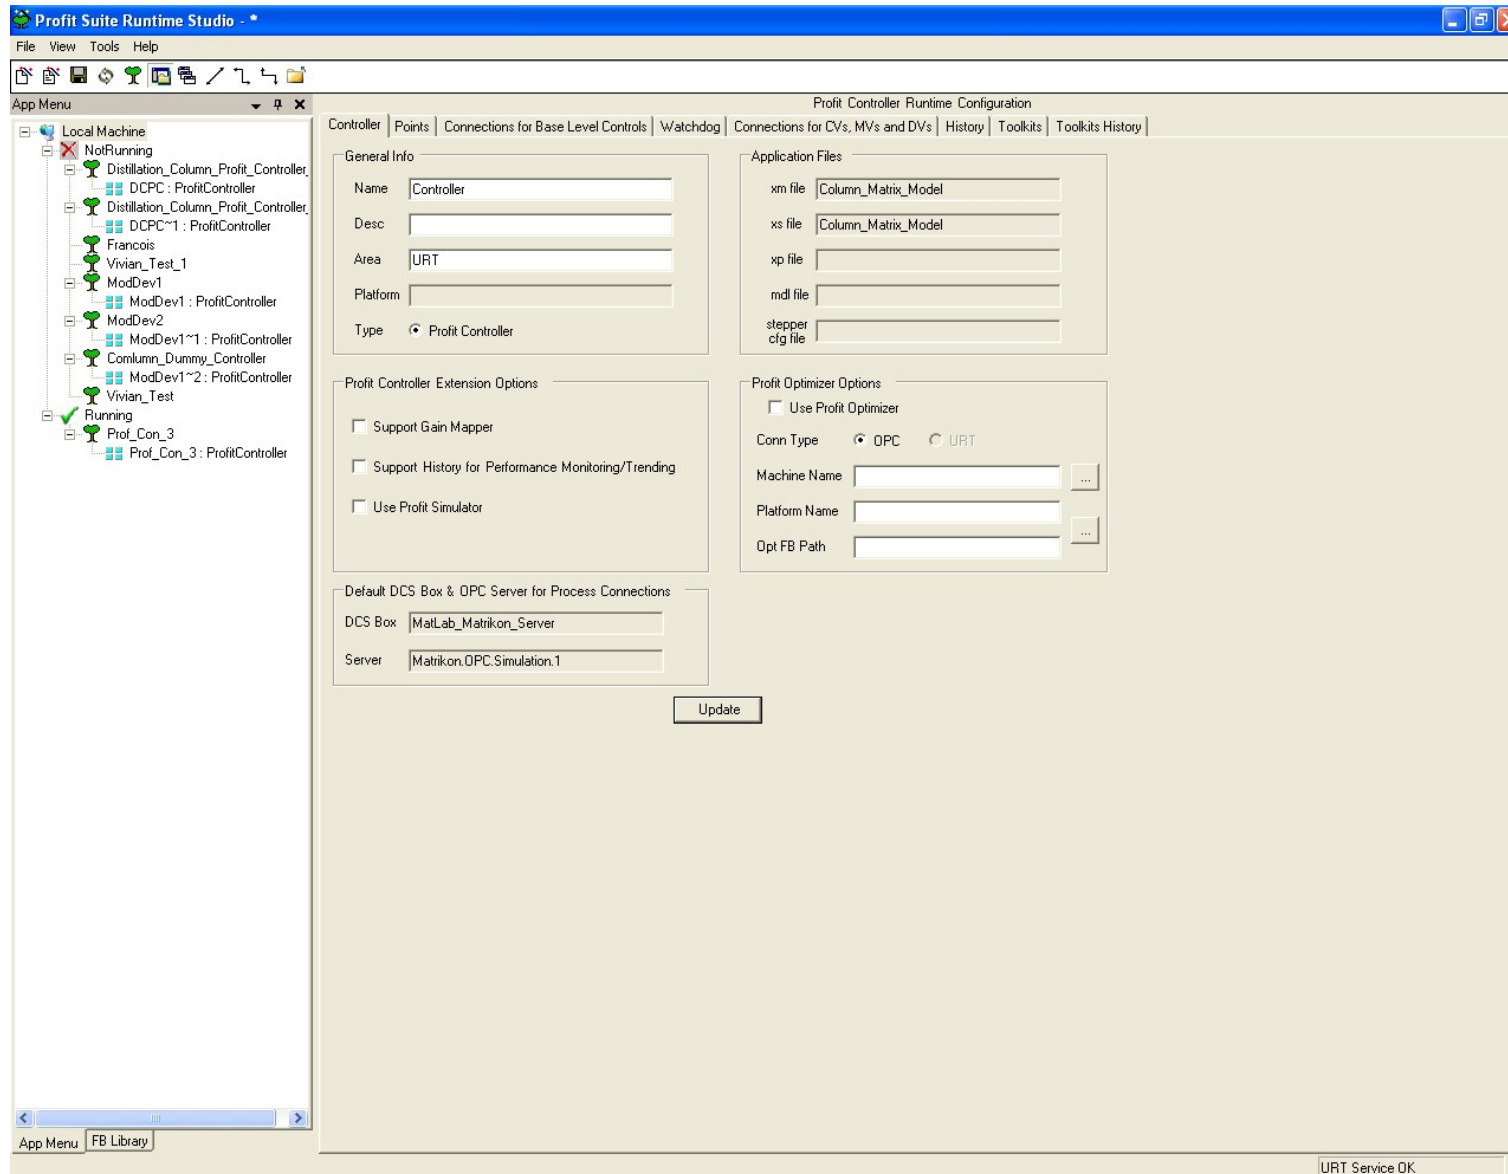 Profit Suite Runtime Studio - *
File View Tools Help
App Menu
Local Machine
NotRunning
Distillation_Column_Profit_Controller_
DCPC : ProfitController
Distillation_Column_Profit_Controller_
DCPC~1 : ProfitController
Francois
Vivian_Test_1
ModDev1
ModDev1 : ProfitController
ModDev2
ModDev1~1 : ProfitController
Comlumn_Dummy_Controller
ModDev1~2 : ProfitController
Vivian_Test
Running
Prof_Con_3
Prof_Con_3 : ProfitController
App Menu FB Library
Profit Controller Runtime Configuration
Controller Points Connections for Base Level Controls Watchdog Connections for CVs, MVs and DVs History Toolkits Toolkits History
General Info
Name Controller
Desc
Area URT
Platform
Type Profit Controller
Application Files
xm file Column_Matrix_Model
xs file Column_Matrix_Model
xp file
mdl file
stepper
cfg file
Profit Controller Extension Options
Support Gain Mapper
Support History for Performance Monitoring/Trending
Use Profit Simulator
Profit Optimizer Options
Use Profit Optimizer
Conn Type OPC URT
Machine Name ...
Platform Name
...
Opt FB Path
Default DCS Box & OPC Server for Process Connections
DCS Box MatLab_Matrikon_Server
Server Matrikon.OPC.Simulation.1
Update
URT Service OK